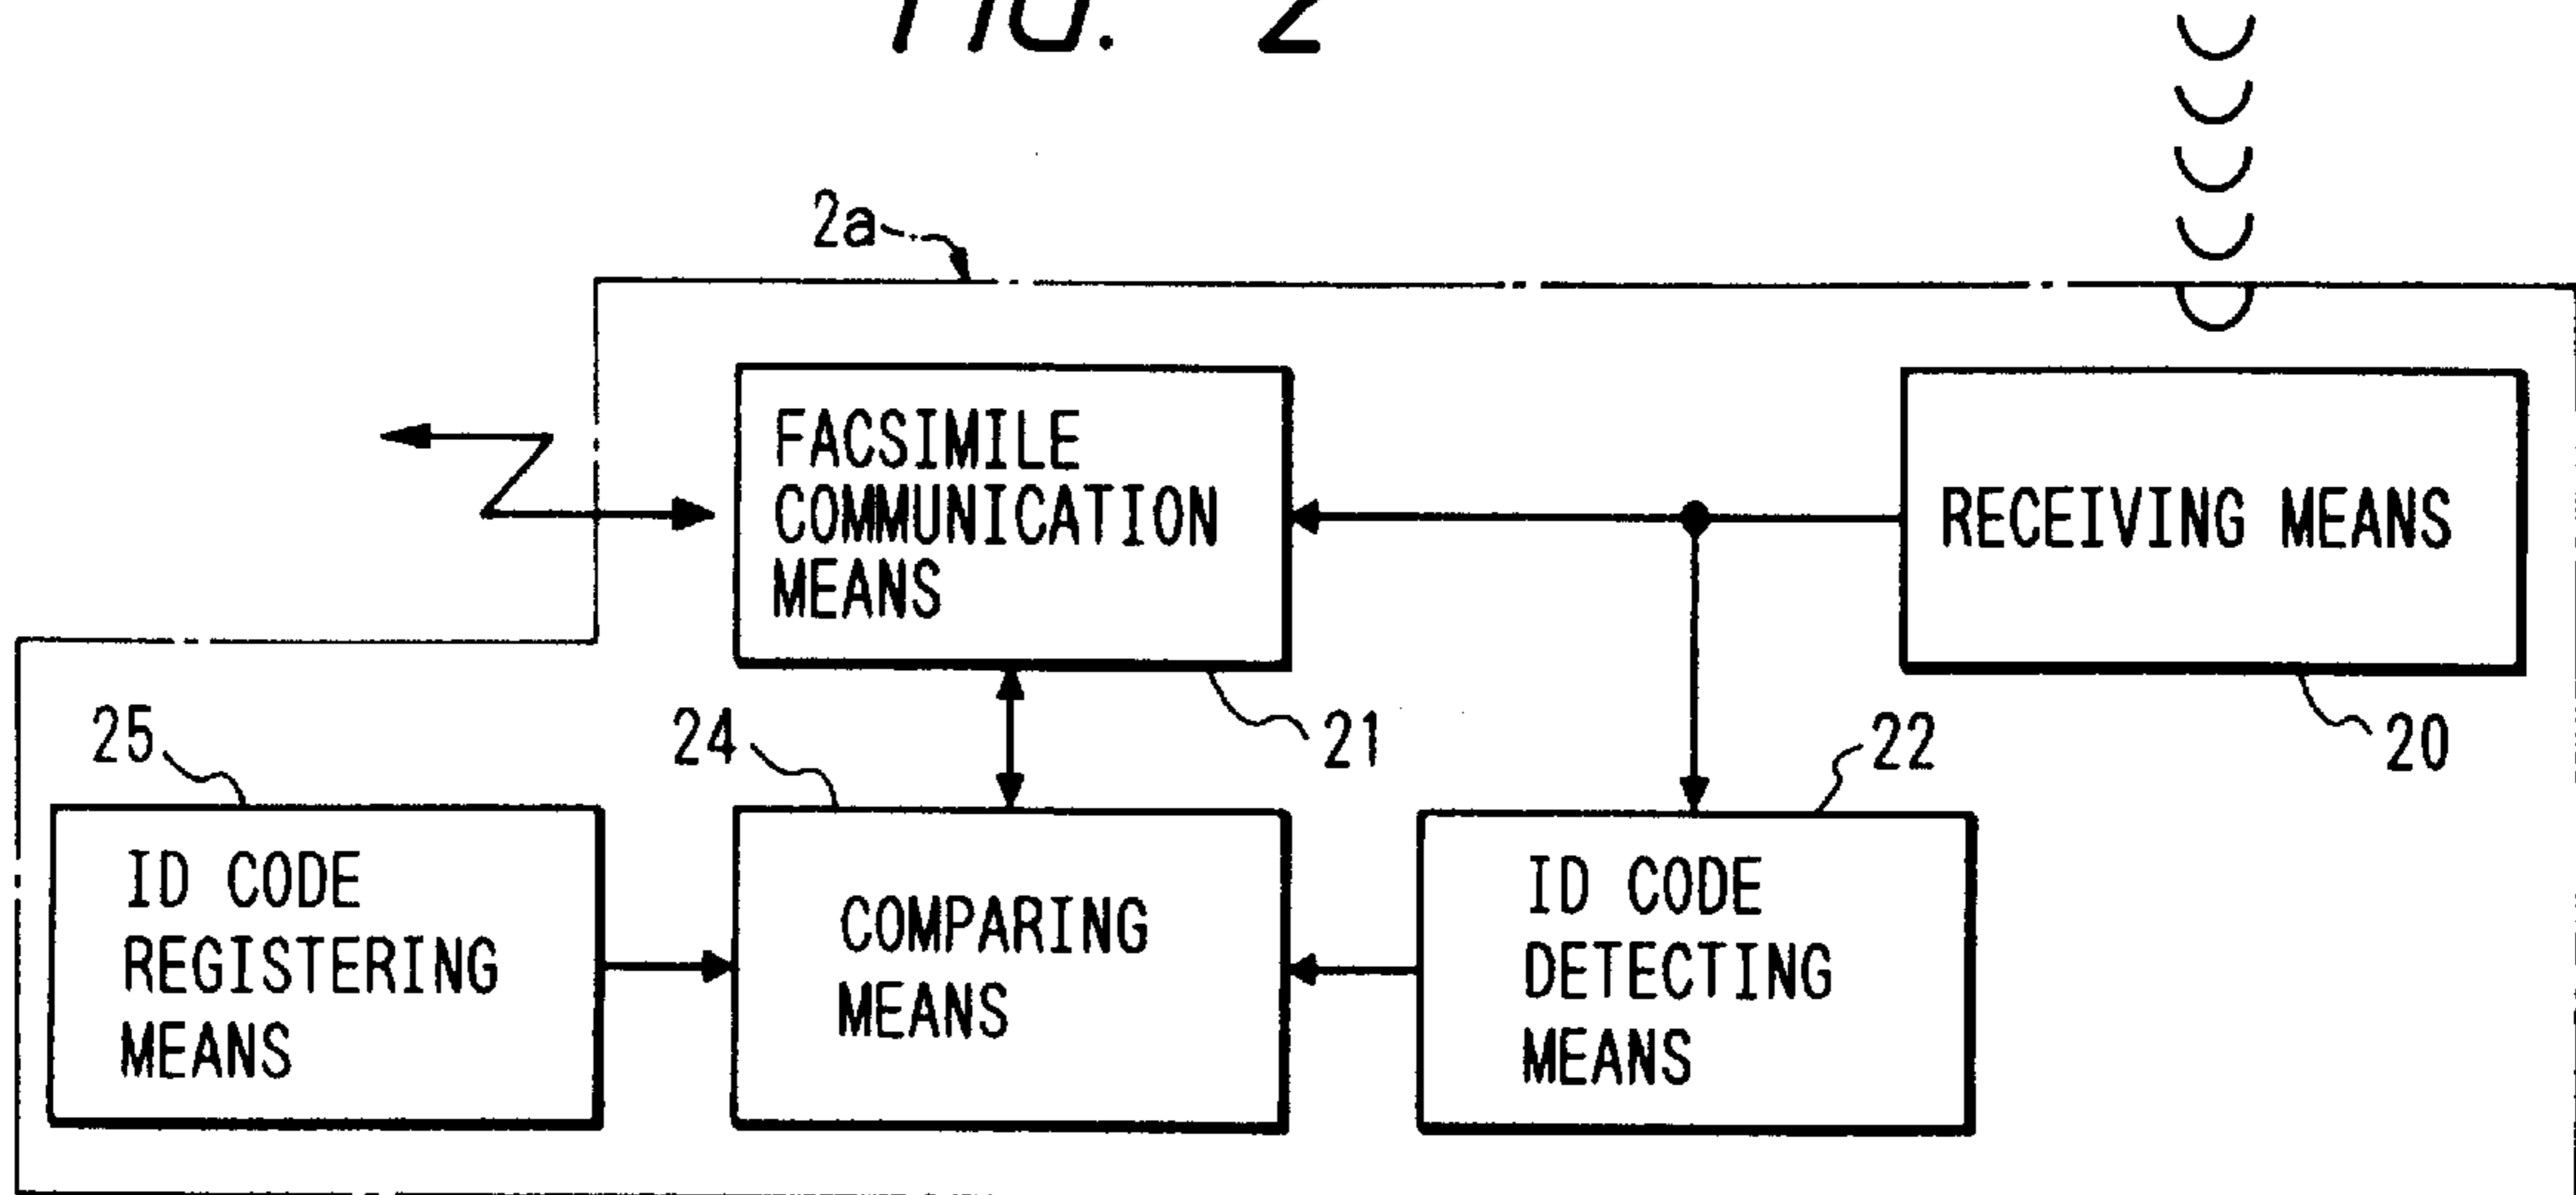 FIG. 2
2a
FACSIMILE
COMMUNICATION
MEANS
RECEIVING MEANS
25
24
21
22
20
ID CODE
REGISTERING
MEANS
COMPARING
MEANS
ID CODE
DETECTING
MEANS